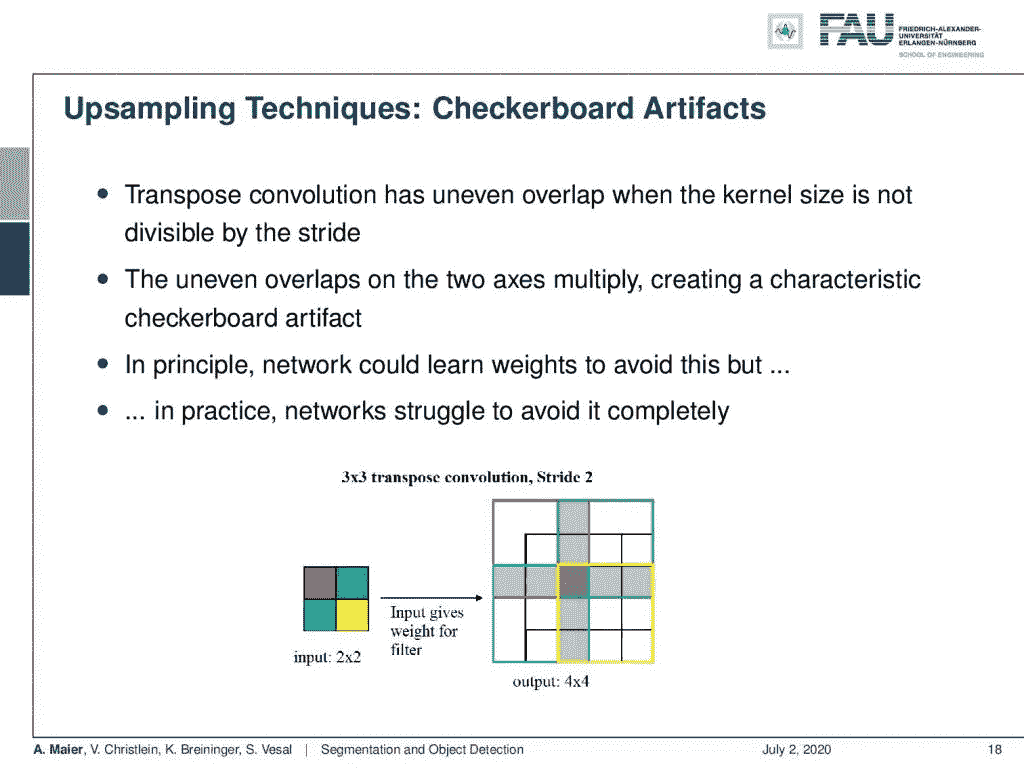 FAU
FRIEDRICH-ALEXANDER-
UNIVERSITÄT
ERLANGEN-NÜRNBERG
SCHOOL OF ENGINEERING
Upsampling Techniques: Checkerboard Artifacts
• Transpose convolution has uneven overlap when the kernel size is not
divisible by the stride
• The uneven overlaps on the two axes multiply, creating a characteristic
checkerboard artifact
• In principle, network could learn weights to avoid this but ...
• ... in practice, networks struggle to avoid it completely
3x3 transpose convolution, Stride 2
Input gives
weight for
filter
input: 2x2
output: 4x4
A. Maier, V. Christlein, K. Breininger, S. Vesal | Segmentation and Object Detection July 2, 2020 18